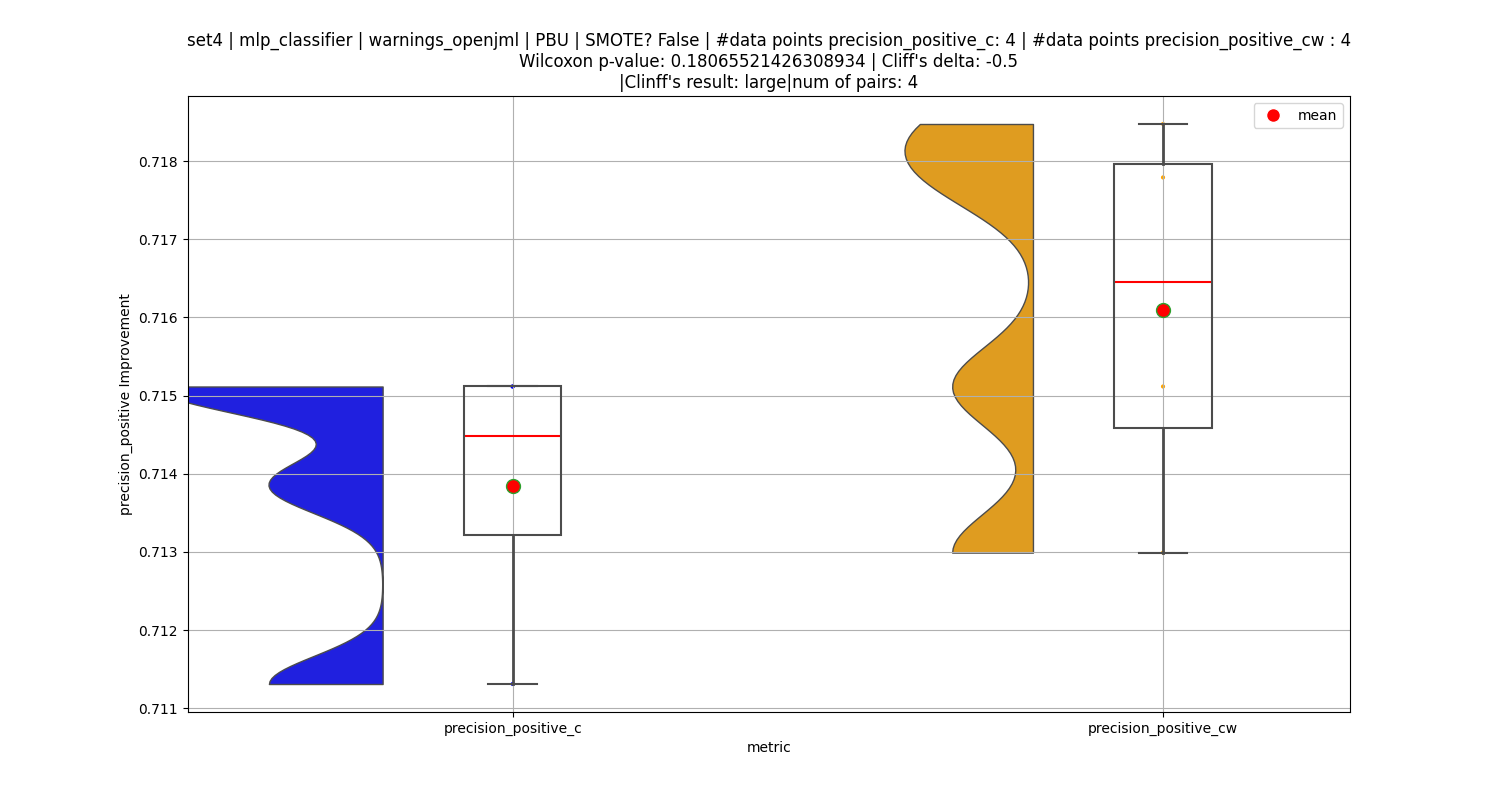 set4 | mlp_classifier | warnings_openjml | PBU | SMOTE? False | #data points precision_positive_c: 4 | #data points precision_positive_cw : 4
Wilcoxon p-value: 0.18065521426308934 | Cliff's delta: -0.5
|Clinff's result: large|num of pairs: 4
mean
0.718
0.717
0.716
0.715
0.714
0.713
0.712
0.711
precision_positive Improvement
precision_positive_c
precision_positive_cw
metric